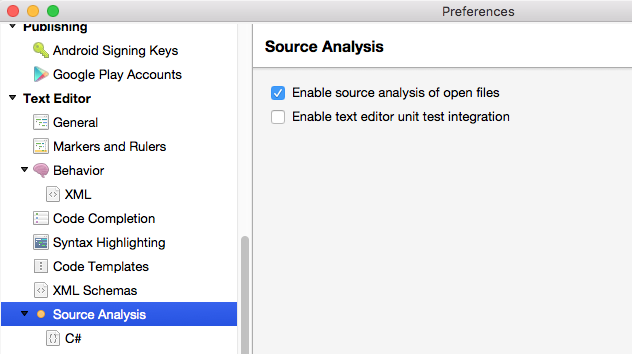 Preferences
Publishing
Android Signing Keys
Google Play Accounts
Text Editor
General
Markers and Rulers
Behavior
XML
Code Completion
Syntax Highlighting
Code Templates
XML Schemas
Source Analysis
C#
Source Analysis
Enable source analysis of open files
Enable text editor unit test integration